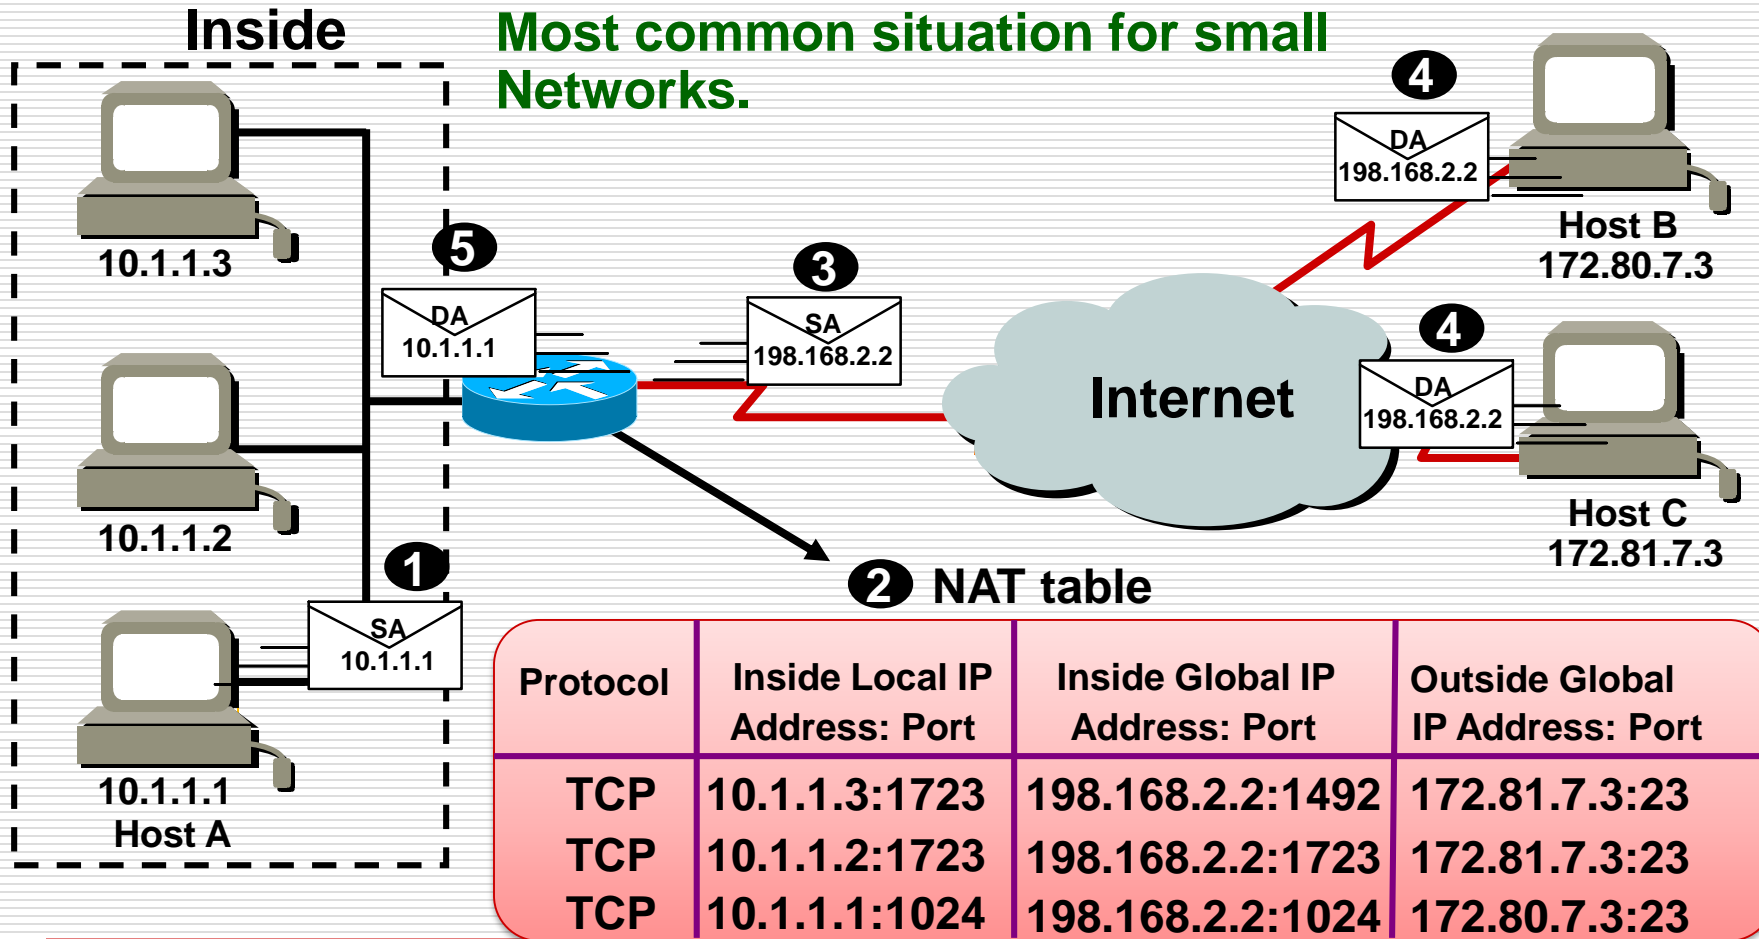 Inside
Most common situation for small
Networks.
4
DA
198.168.2.2
Host B
172.80.7.3
10.1.1.3
5
DA
10.1.1.1
3
SA
198.168.2.2
Internet
4
DA
198.168.2.2
Host C
172.81.7.3
10.1.1.2
1
SA
10.1.1.1
10.1.1.1
Host A
2 NAT table
Protocol
Inside Local IP
Address: Port
Inside Global IP
Address: Port
Outside Global
IP Address: Port
TCP 10.1.1.3:1723 198.168.2.2:1492 172.81.7.3:23
TCP 10.1.1.2:1723 198.168.2.2:1723 172.81.7.3:23
TCP 10.1.1.1:1024 198.168.2.2:1024 172.80.7.3:23